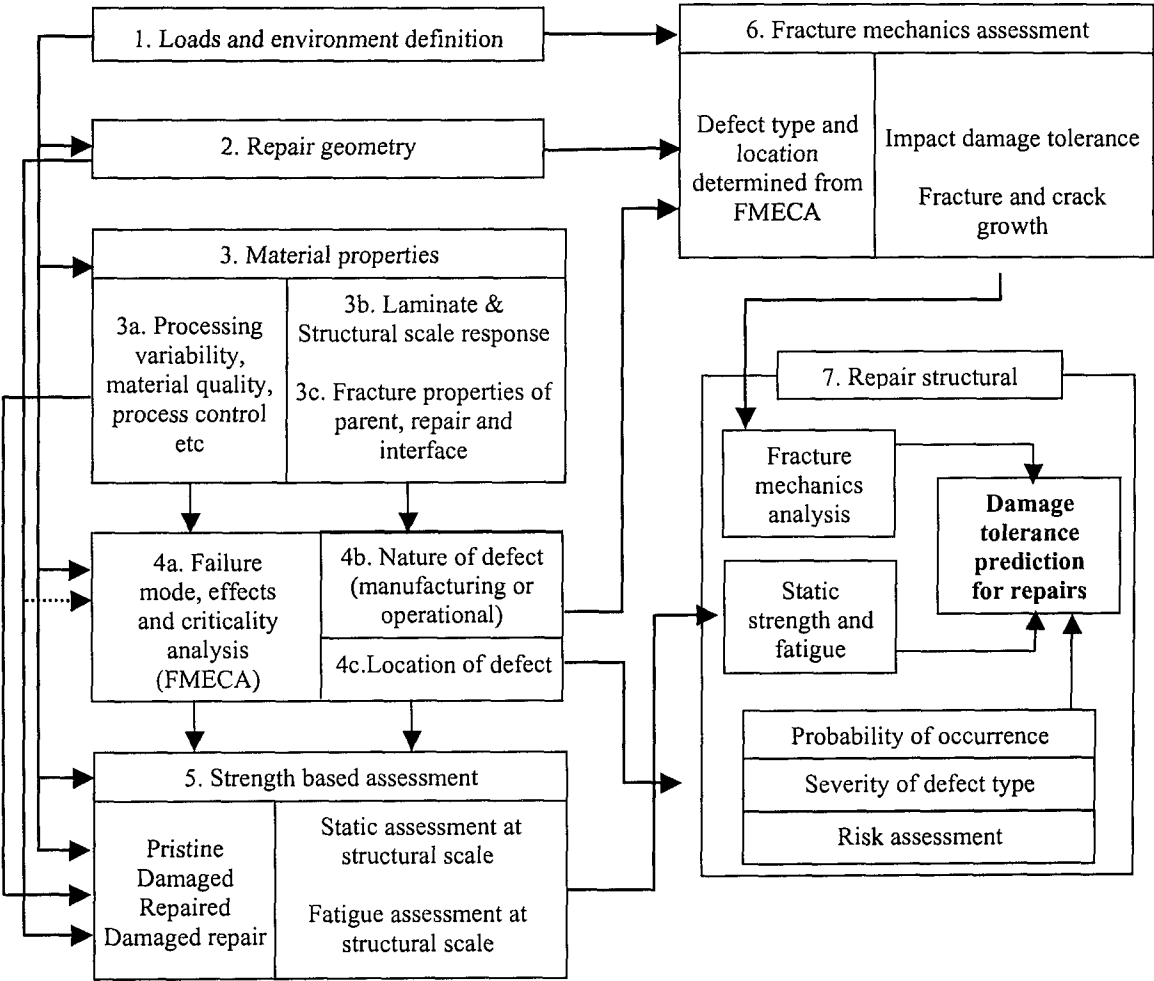 1. Loads and environment definition
2. Repair geometry
3. Material properties
3a. Processing
variability,
material quality,
process control
etc
3b. Laminate &
Structural scale response
3c. Fracture properties of
parent, repair and
interface
4a. Failure
mode, effects
and criticality
analysis
(FMECA)
4b. Nature of defect
(manufacturing or
operational)
4c.Location of defect
5. Strength based assessment
Pristine
Damaged
Repaired
Damaged repair
Static assessment at
structural scale
Fatigue assessment at
structural scale
6. Fracture mechanics assessment
Defect type and
location
determined from
FMECA
Impact damage tolerance
Fracture and crack
growth
7. Repair structural
Fracture
mechanics
analysis
Static
strength and
fatigue
Damage
tolerance
prediction
for repairs
Probability of occurrence
Severity of defect type
Risk assessment